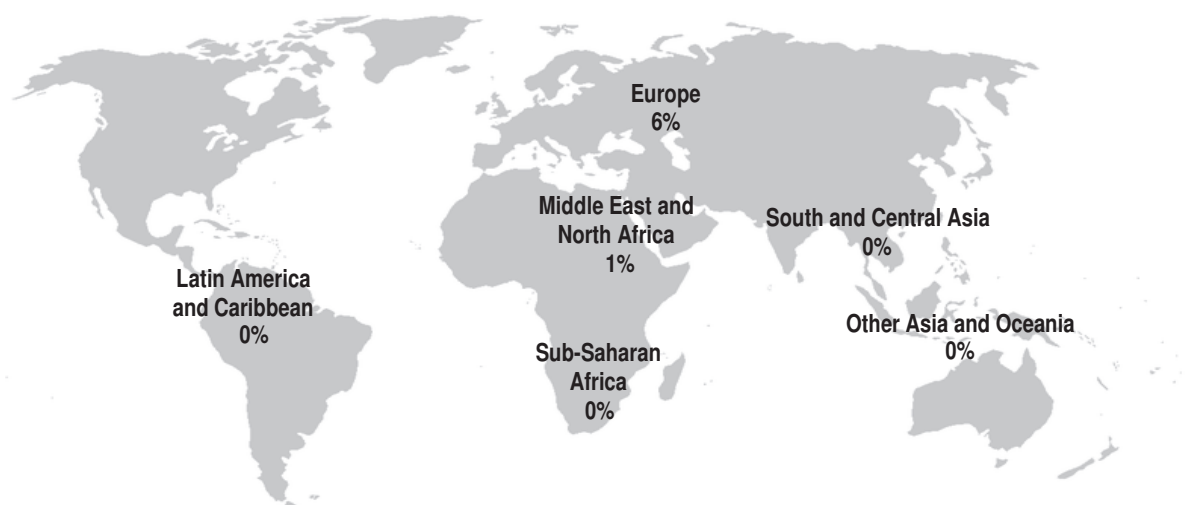 Europe
6%
Middle East and
North Africa
1%
South and Central Asia
0%
Latin America
and Caribbean
0%
Other Asia and Oceania
0%
Sub-Saharan
Africa
0%